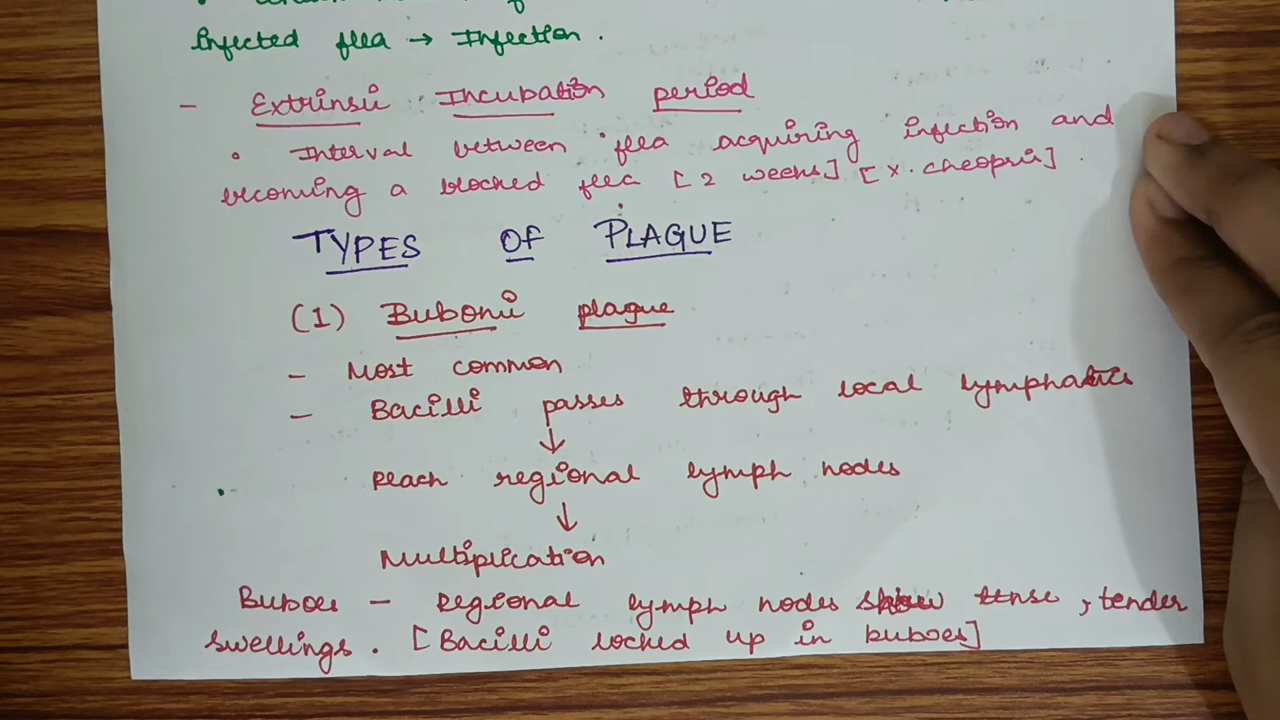 infected flea → Infection.
- Extrinsic Incubation period
• Interval between flea acquiring infection and
becoming a blocked flea [2 weeks] [X. cheopis].
TYPES OF PLAGUE
(1) Bubonic plague
- Most common
- Bacilli passes through local lymphatics
↓
Reach regional lymph nodes
↓
Multiplication
Buboes - Regional lymph nodes show tense, tender
swellings. [Bacilli locked up in buboes]